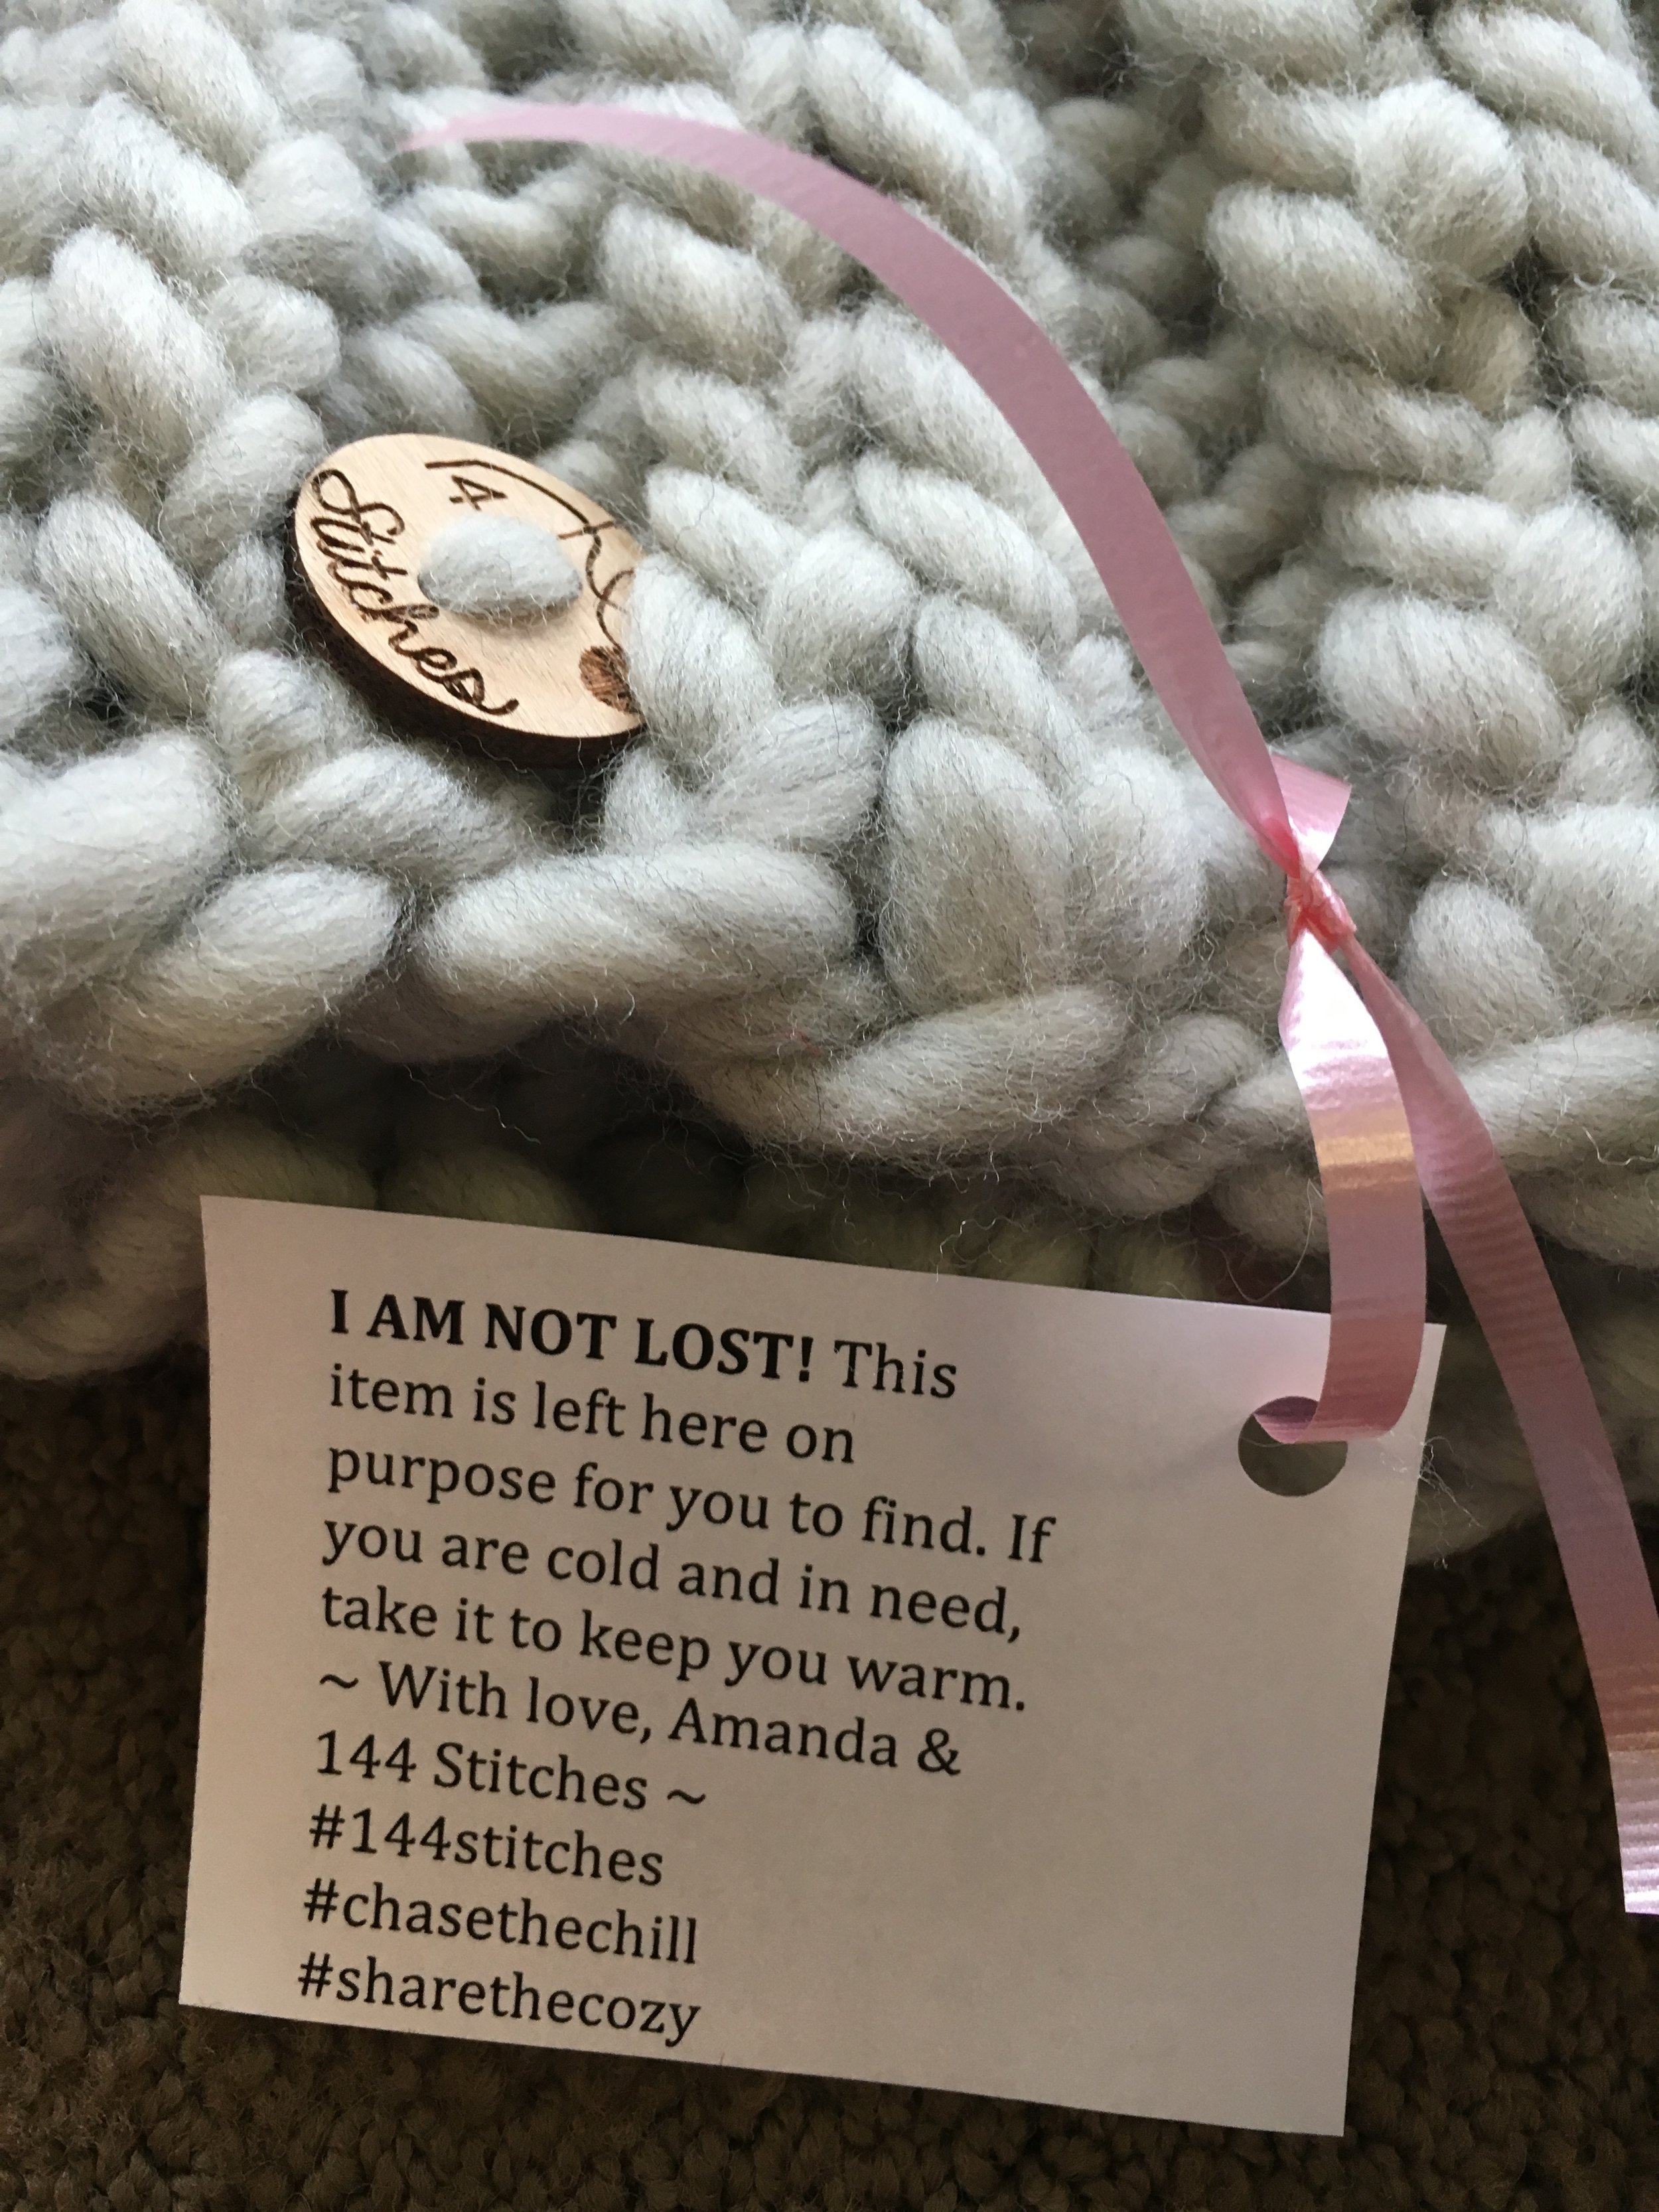 4
Stitches
I AM NOT LOST! This
item is left here on
purpose for you to find. If
you are cold and in need,
take it to keep you warm.
~ With love, Amanda &
144 Stitches ~
#144stitches
#chasethechill
#sharethecozy